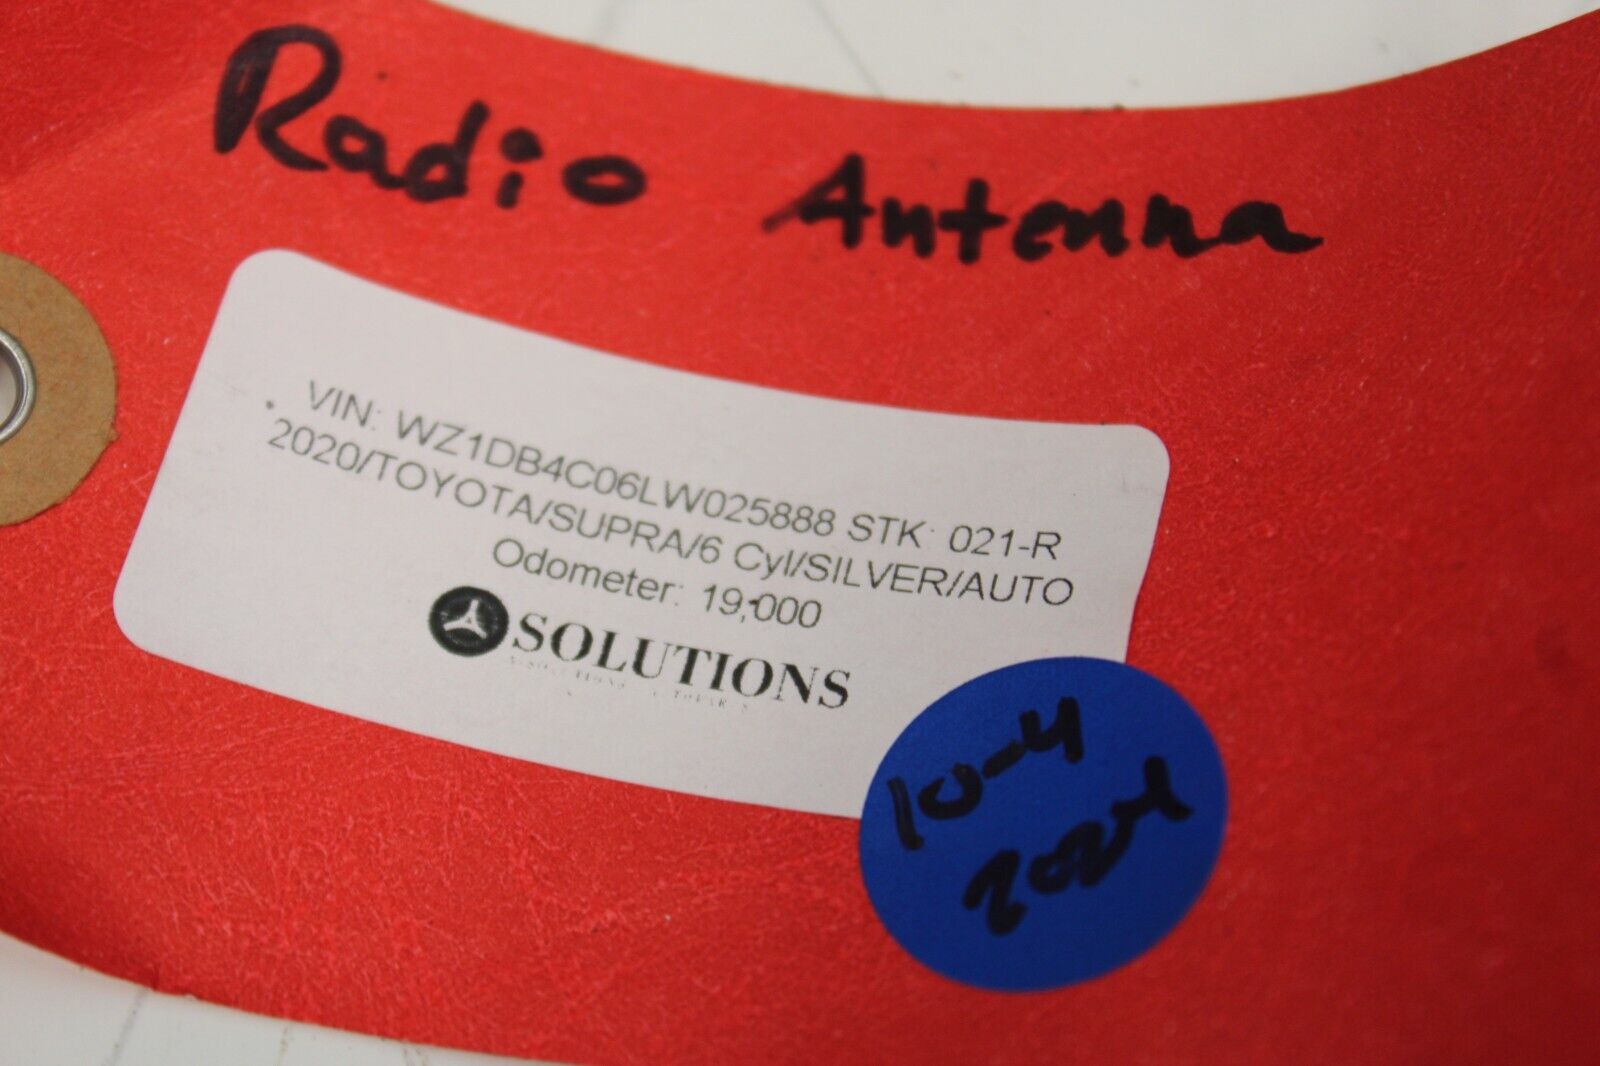 Radio Antenna
VIN: WZ1DB4C06LW025888 STK: 021-R
2020/TOYOTA/SUPRA/6 Cyl/SILVER/AUTO
Odometer: 19,000
SOLUTIONS
10-4
2024